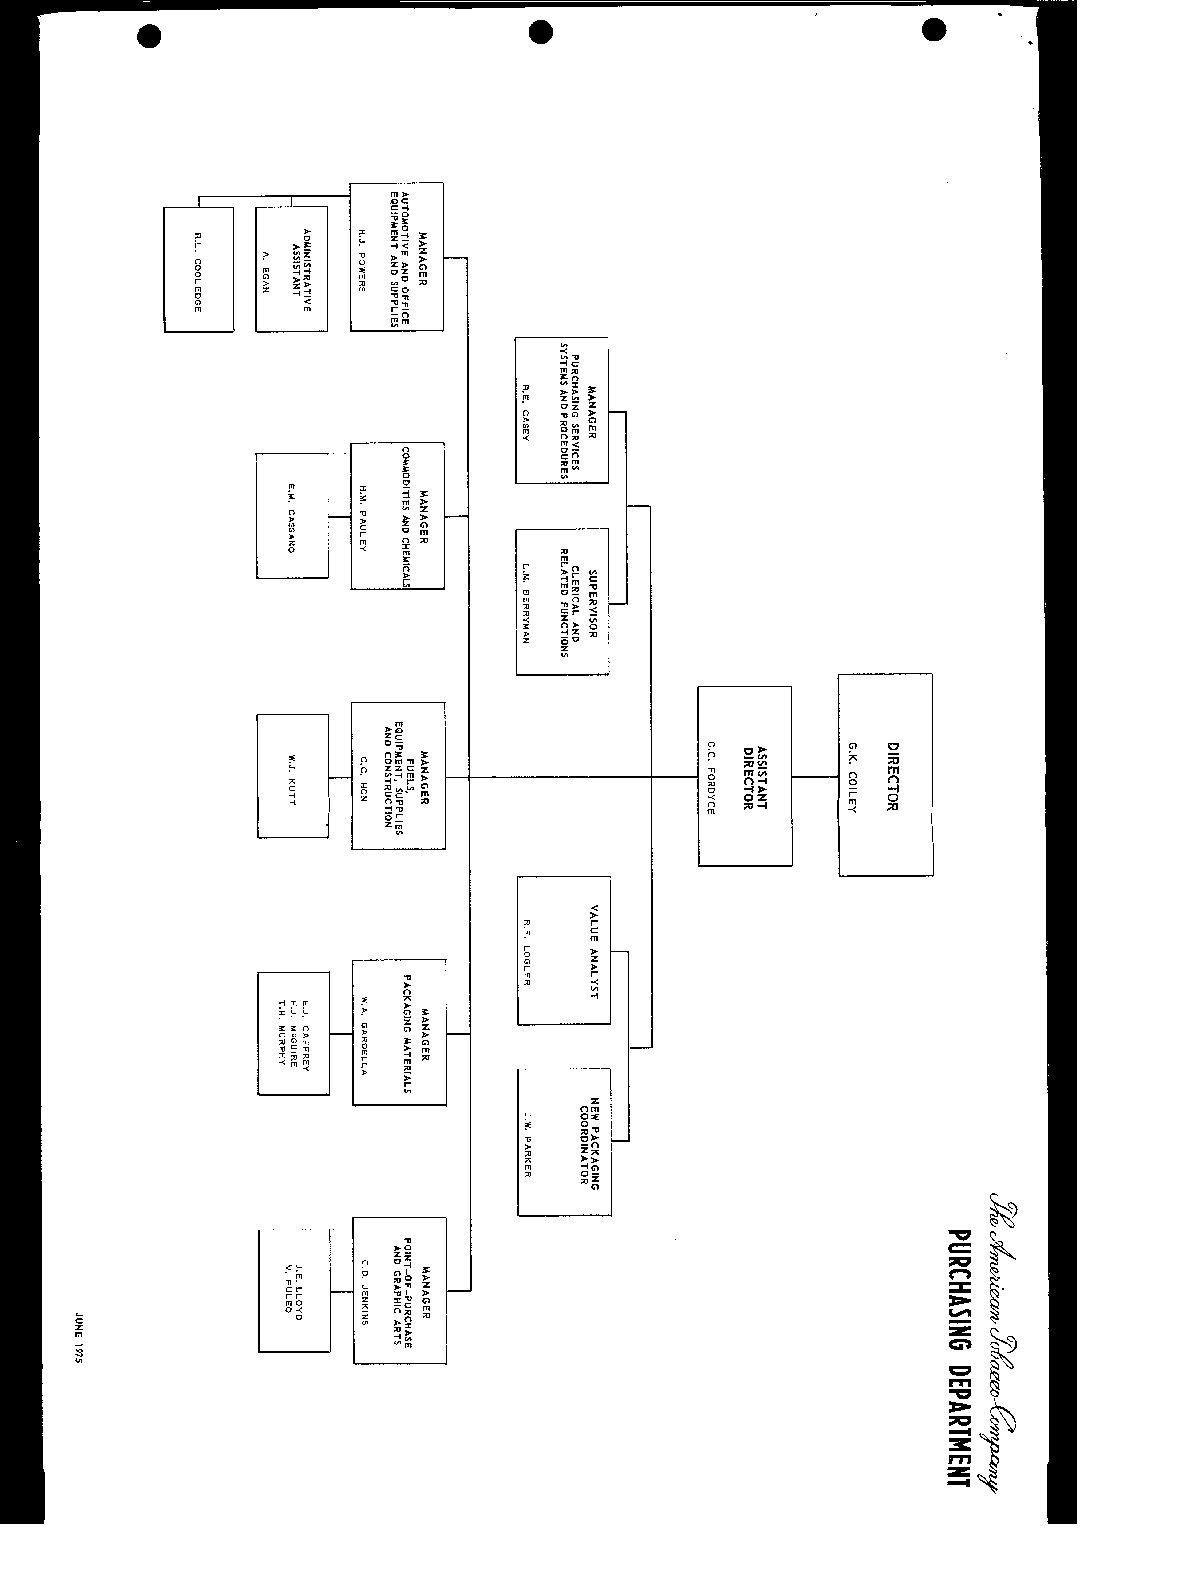 The American Tobacco Company
PURCHASING DEPARTMENT
DIRECTOR
G.K. COILEY
ASSISTANT
DIRECTOR
C.C. FORDYCE
MANAGER
PURCHASING SERVICES
SYSTEMS AND PROCEDURES
R.E. CASEY
SUPERVISOR
CLERICAL AND
RELATED FUNCTIONS
L.M. BERRYMAN
VALUE ANALYST
R.F. LOGLER
NEW PACKAGING
COORDINATOR
J.W. PARKER
MANAGER
AUTOMOTIVE AND OFFICE
EQUIPMENT AND SUPPLIES
H.J. POWERS
MANAGER
COMMODITIES AND CHEMICALS
H.M. PAULEY
MANAGER
FUELS,
EQUIPMENT, SUPPLIES
AND CONSTRUCTION
C.C. HON
MANAGER
PACKAGING MATERIALS
W.A. GARDELLA
MANAGER
POINT-OF-PURCHASE
AND GRAPHIC ARTS
C.D. JENKINS
ADMINISTRATIVE
ASSISTANT
A. EGAN
R.L. COOLEDGE
E.M. CASSANO
W.J. KUTT
E.J. CAFFREY
F.J. McGUIRE
T.H. MURPHY
J.E. LLOYD
V. FULEO
JUNE 1975